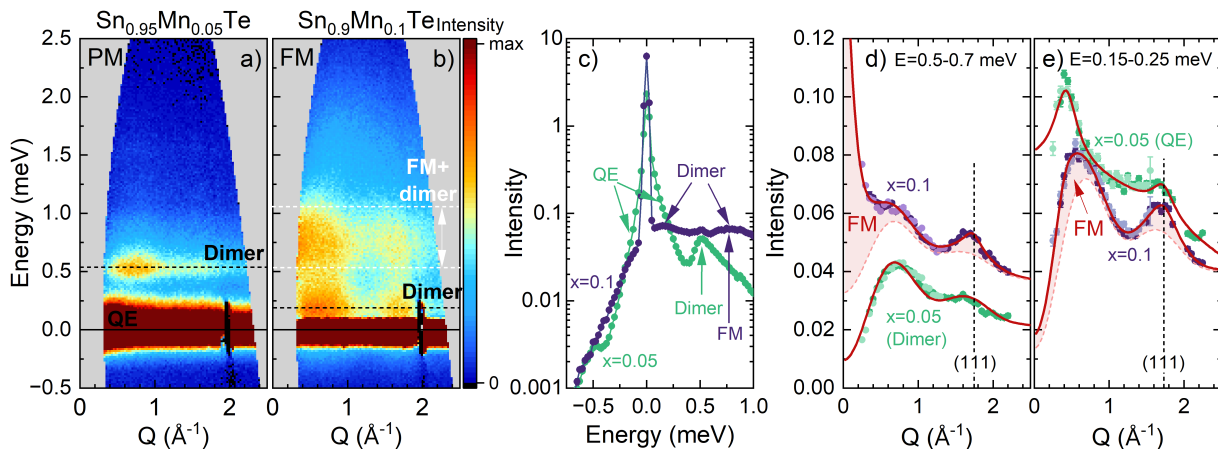 Sn0.95Mn0.05Te
Sn0.9Mn0.1Te
Intensity
max
0
PM
a)
FM
b)
FM+
dimer
Dimer
Dimer
QE
2.5
2.0
1.5
1.0
0.5
0.0
−0.5
Energy (meV)
0 1 2
Q (Å-1)
0 1 2
Q (Å-1)
c)
QE
Dimer
x=0.1
Dimer
x=0.05
FM
10
1
0.1
0.01
0.001
Intensity
−0.5 0.0 0.5 1.0
Energy (meV)
d)
E=0.5-0.7 meV
x=0.1
FM
x=0.05
(Dimer)
(111)
0.12
0.10
0.08
0.06
0.04
0.02
0.00
Intensity
0 1 2
Q (Å-1)
e)
E=0.15-0.25 meV
x=0.05 (QE)
FM
x=0.1
(111)
0 1 2
Q (Å-1)